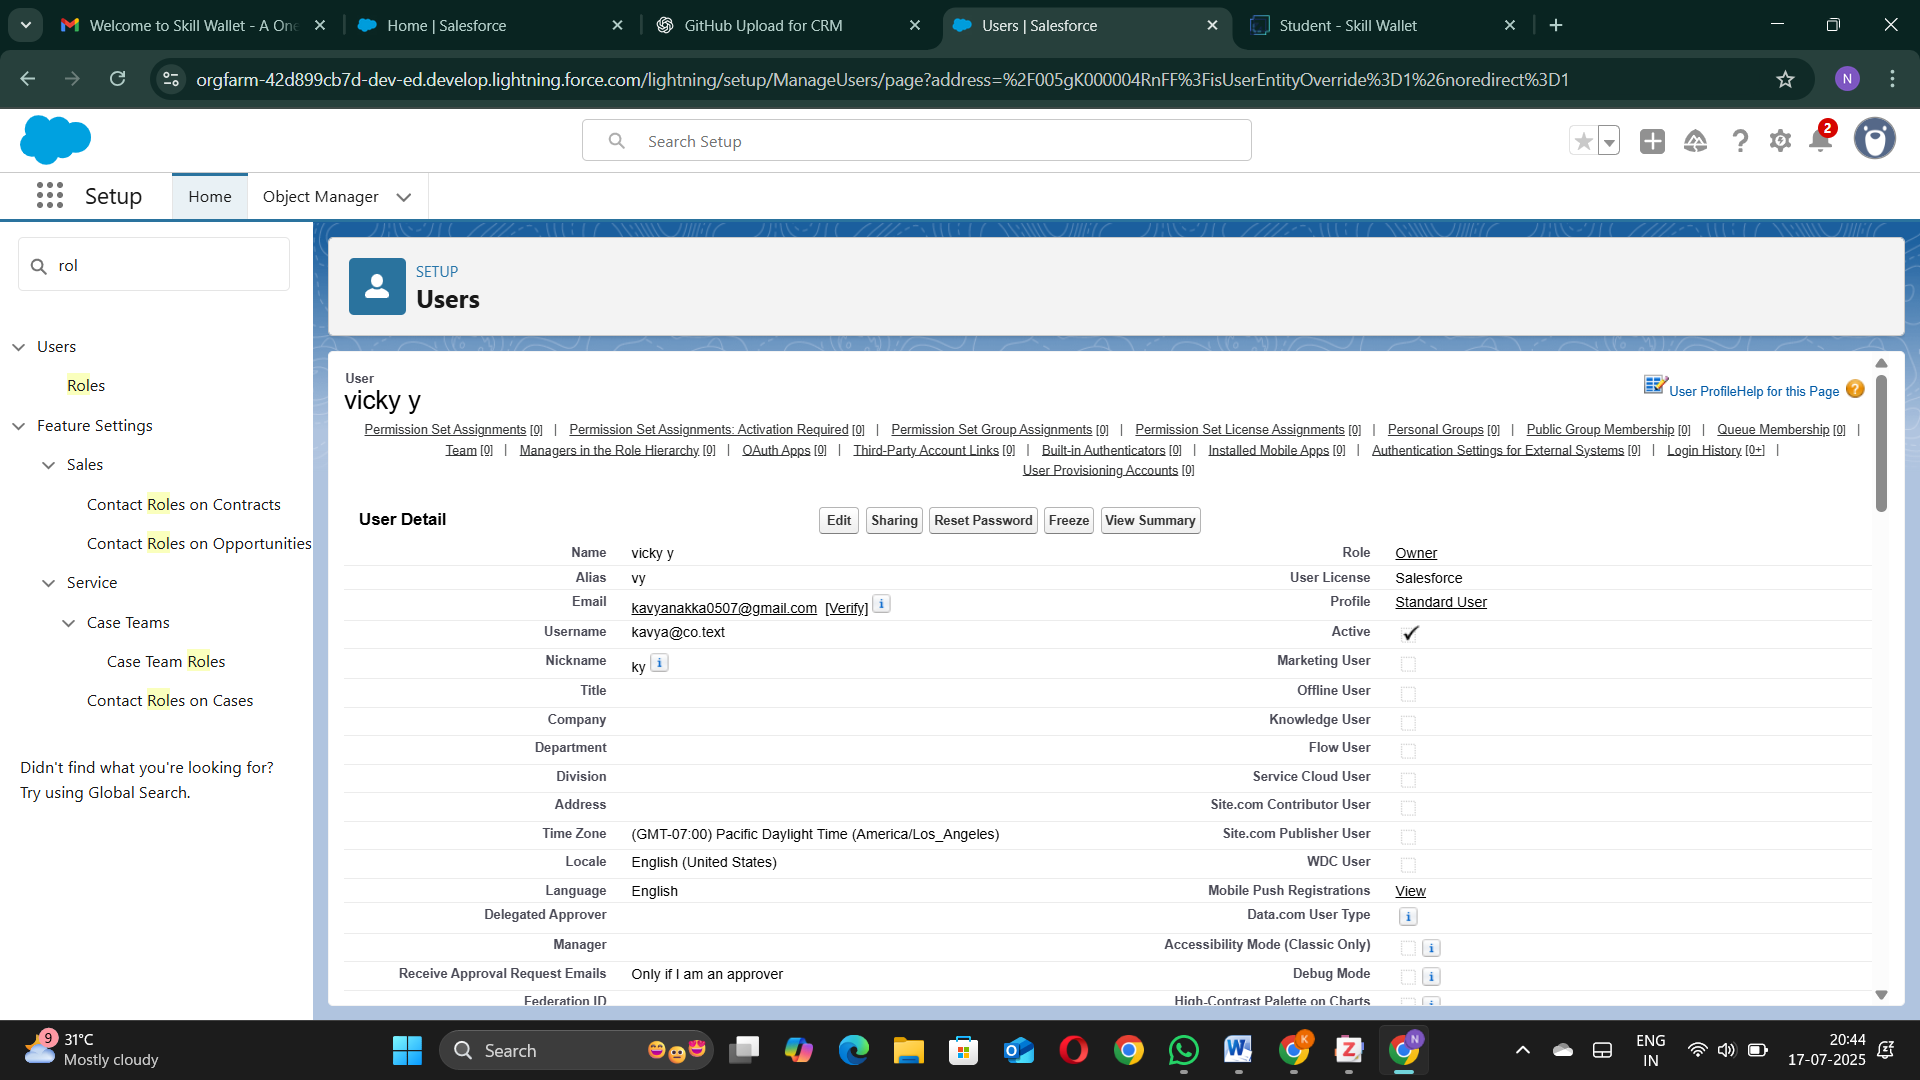 Welcome to Skill Wallet - A One
Home | Salesforce
GitHub Upload for CRM
Users | Salesforce
Student - Skill Wallet
orgfarm-42d899cb7d-dev-ed.develop.lightning.force.com/lightning/setup/ManageUsers/page?address=%2F005gK000004RnFF%3FisUserEntityOverride%3D1%26noredirect%3D1
N
Search Setup
2
Setup
Home
Object Manager
rol
SETUP
Users
Users
Roles
Feature Settings
Sales
Contact Roles on Contracts
Contact Roles on Opportunities
Service
Case Teams
Case Team Roles
Contact Roles on Cases
Didn't find what you're looking for?
Try using Global Search.
User
vicky y
User ProfileHelp for this Page ?
Permission Set Assignments [0] | Permission Set Assignments: Activation Required [0] | Permission Set Group Assignments [0] | Permission Set License Assignments [0] | Personal Groups [0] | Public Group Membership [0] | Queue Membership [0] |
Team [0] | Managers in the Role Hierarchy [0] | OAuth Apps [0] | Third-Party Account Links [0] | Built-in Authenticators [0] | Installed Mobile Apps [0] | Authentication Settings for External Systems [0] | Login History [0+] |
User Provisioning Accounts [0]
User Detail
Edit Sharing Reset Password Freeze View Summary
Name vicky y Role Owner
Alias vy User License Salesforce
Email kavyanakka0507@gmail.com [Verify] i Profile Standard User
Username kavya@co.text Active
Nickname ky i Marketing User
Title Offline User
Company Knowledge User
Department Flow User
Division Service Cloud User
Address Site.com Contributor User
Time Zone (GMT-07:00) Pacific Daylight Time (America/Los_Angeles) Site.com Publisher User
Locale English (United States) WDC User
Language English Mobile Push Registrations View
Delegated Approver Data.com User Type i
Manager Accessibility Mode (Classic Only) i
Receive Approval Request Emails Only if I am an approver Debug Mode i
Federation ID High-Contrast Palette on Charts i
9
31°C
Mostly cloudy
Search
ENG
IN
20:44
17-07-2025